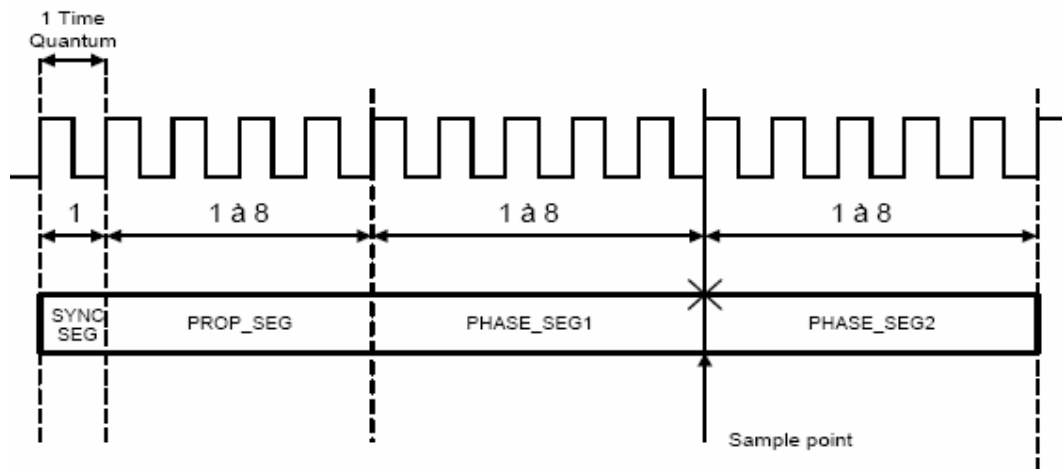 1 Time
Quantum
1
1 à 8
1 à 8
1 à 8
SYNC
SEG
PROP_SEG
PHASE_SEG1
PHASE_SEG2
Sample point